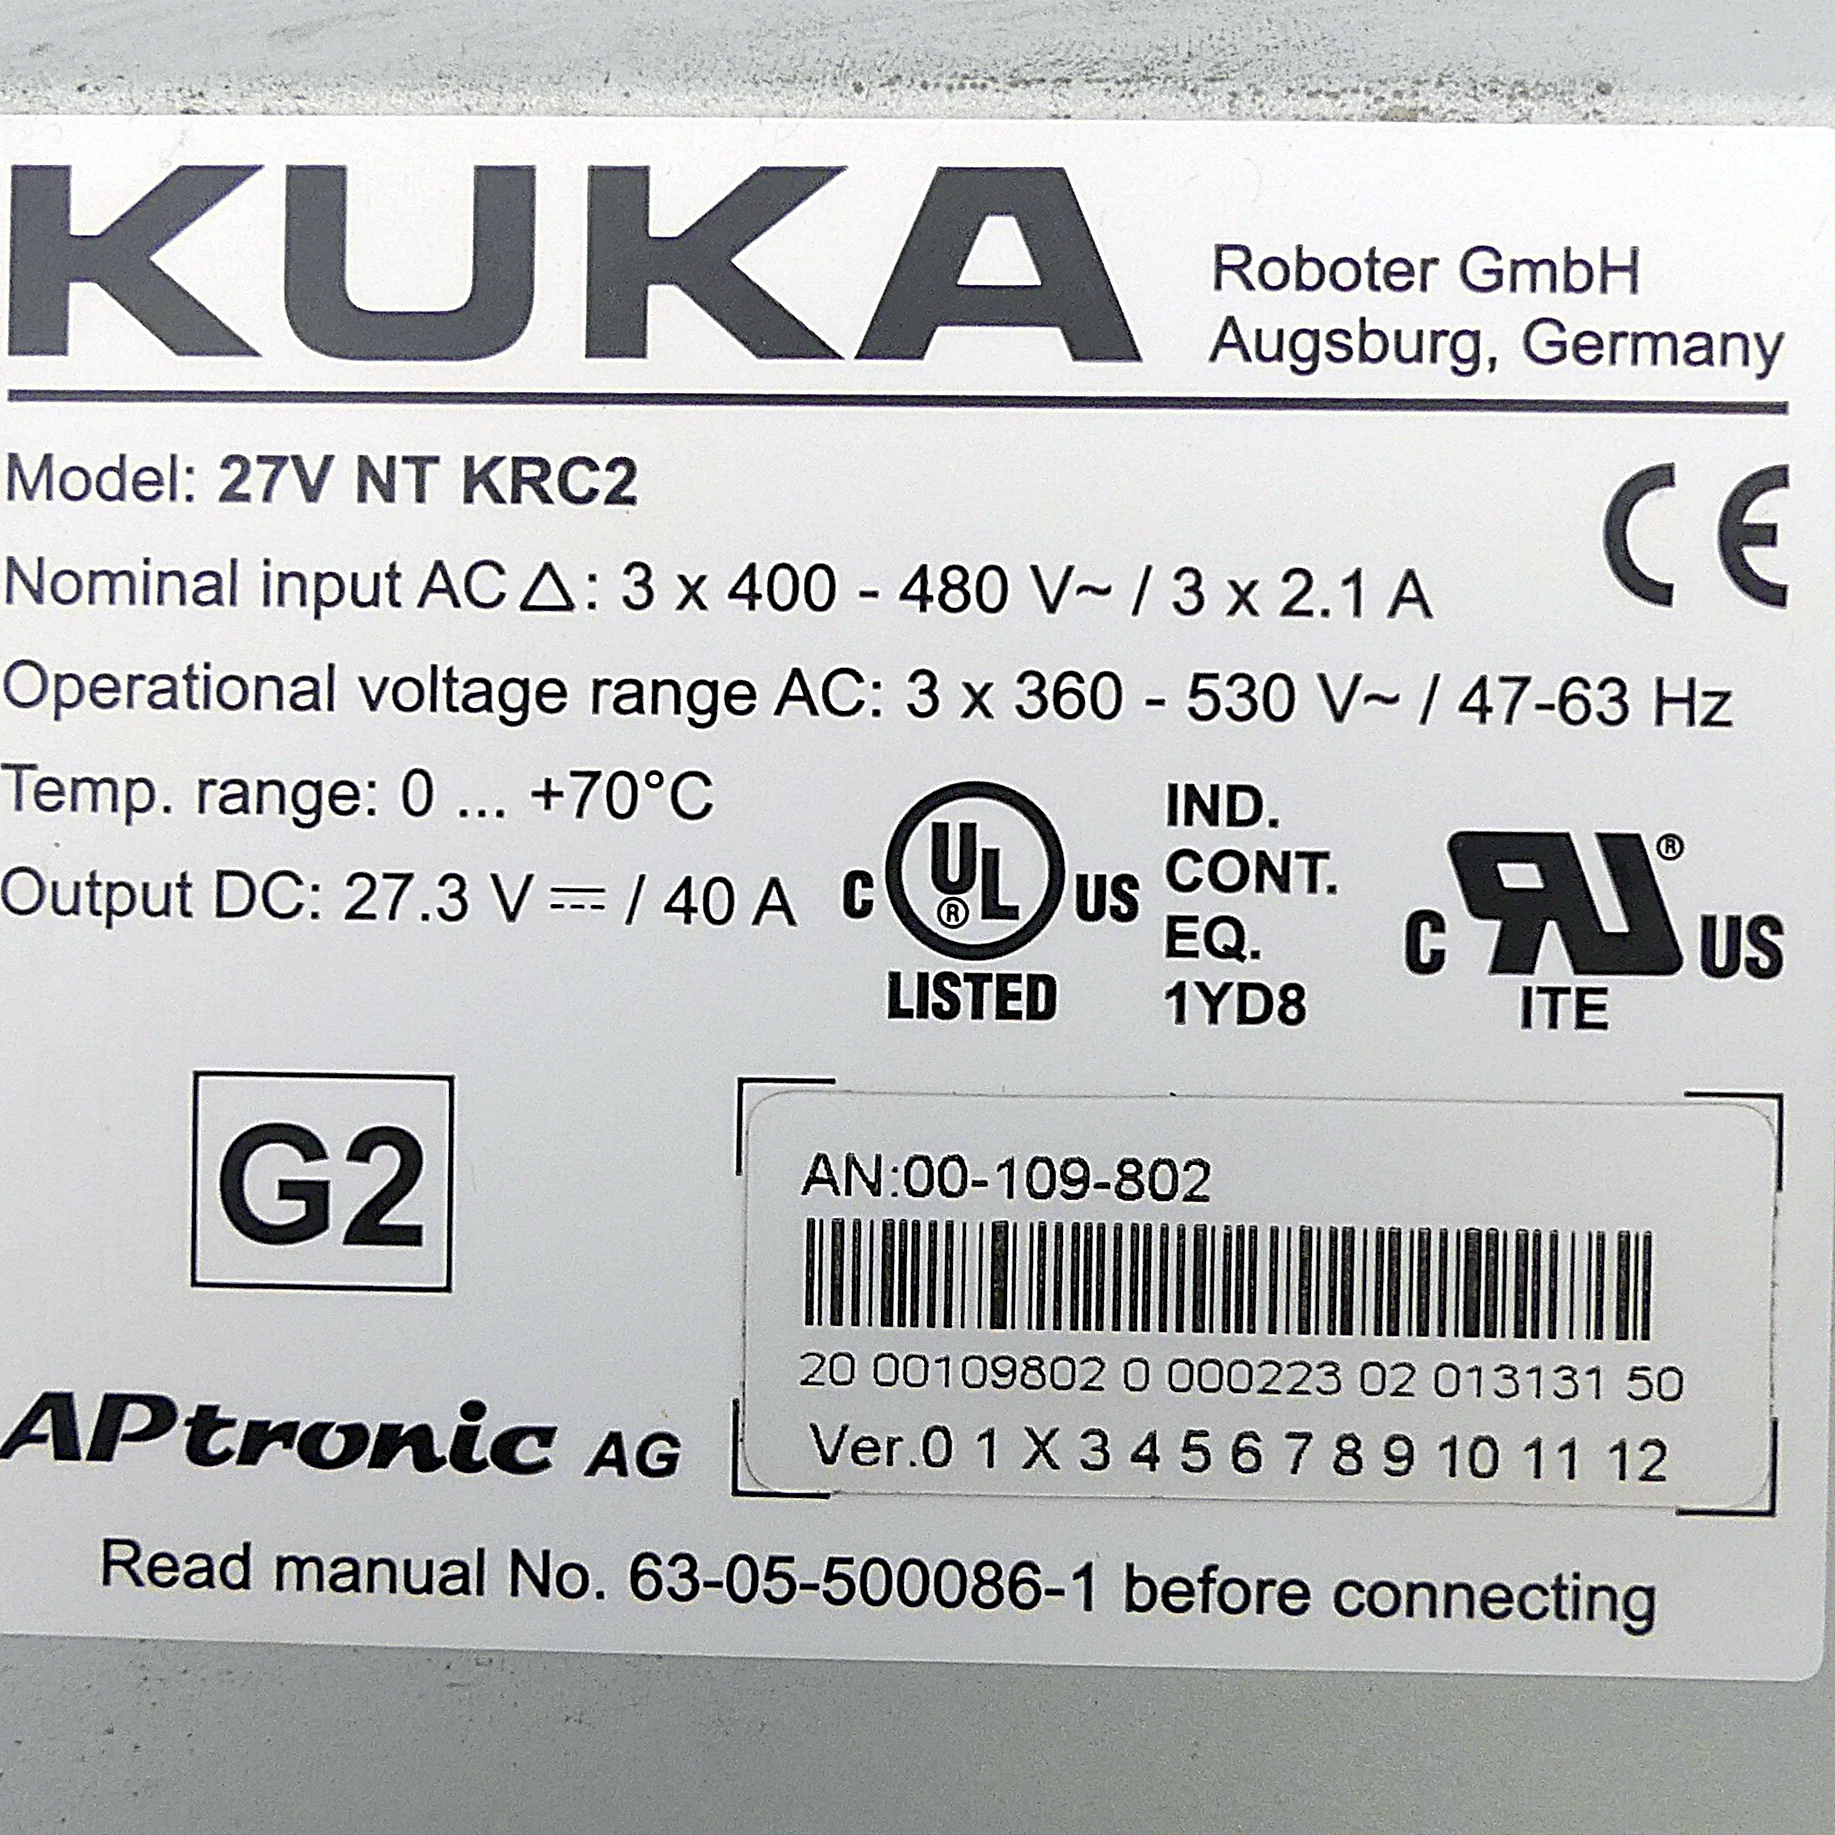 KUKA Roboter GmbH
Augsburg, Germany
Model: 27V NT KRC2
CE
Nominal input AC Δ: 3 x 400 - 480 V~ / 3 x 2.1 A
Operational voltage range AC: 3 x 360 - 530 V~ / 47-63 Hz
Temp. range: 0 ... +70°C
Output DC: 27.3 V⎓ / 40 A
C UL® US
LISTED
IND.
CONT.
EQ.
1YD8
C RU® US
ITE
G2
AN:00-109-802
20 00109802 0 000223 02 013131 50
Ver.0 1 X 3 4 5 6 7 8 9 10 11 12
APtronic AG
Read manual No. 63-05-500086-1 before connecting